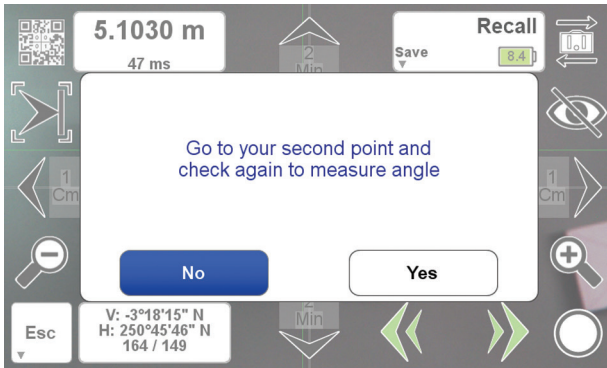 5.1030 m
47 ms
2
Min
Save
Recall
8.4
Go to your second point and
check again to measure angle
1
Cm
1
Cm
No
Yes
Esc
V: -3°18'15" N
H: 250°45'46" N
164 / 149
2
Min